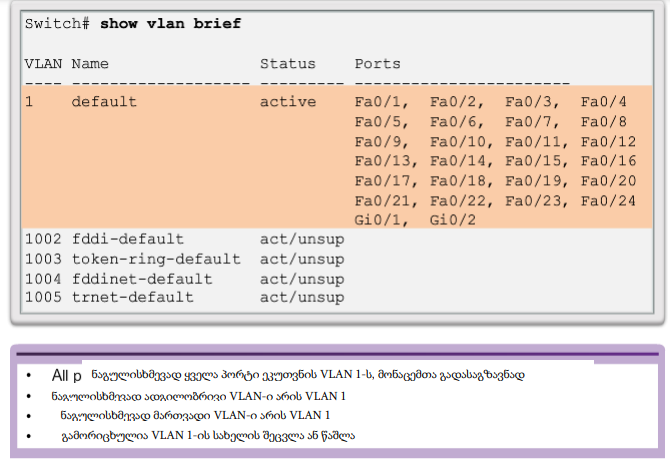 Switch# show vlan brief
VLAN Name Status Ports
---- ------------------- --------- -----------------------
1 default active Fa0/1, Fa0/2, Fa0/3, Fa0/4
Fa0/5, Fa0/6, Fa0/7, Fa0/8
Fa0/9, Fa0/10, Fa0/11, Fa0/12
Fa0/13, Fa0/14, Fa0/15, Fa0/16
Fa0/17, Fa0/18, Fa0/19, Fa0/20
Fa0/21, Fa0/22, Fa0/23, Fa0/24
Gi0/1, Gi0/2
1002 fddi-default act/unsup
1003 token-ring-default act/unsup
1004 fddinet-default act/unsup
1005 trnet-default act/unsup
• All p ნაგულისხმევად ყველა პორტი ეკუთვნის VLAN 1-ს, მონაცემთა გადასაგზავნად
• ნაგულისხმევად ადგილობრივი VLAN-ი არის VLAN 1
• ნაგულისხმევად მართვადი VLAN-ი არის VLAN 1
• გამორიცხულია VLAN 1-ის სახელის შეცვლა ან წაშლა